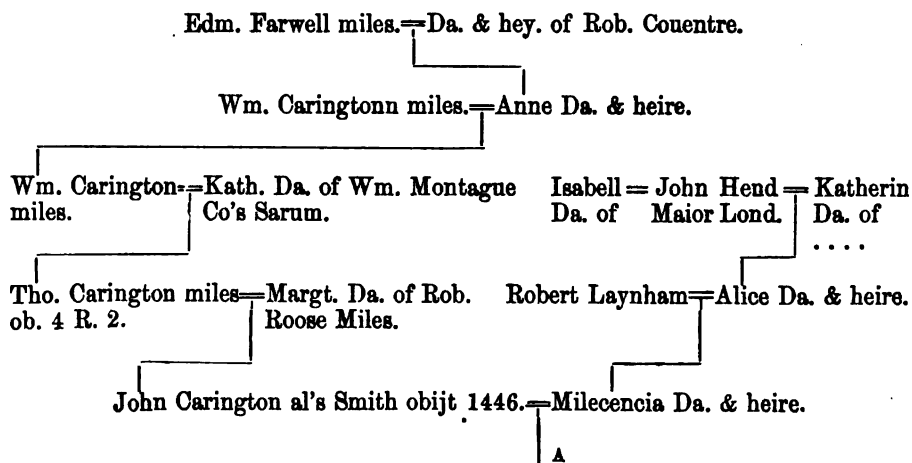 Edm. Farwell miles.=Da. & hey. of Rob. Couentre.
Wm. Caringtonn miles.=Anne Da. & heire.
Wm. Carington=Kath. Da. of Wm. Montague
miles. Co's Sarum.
Isabell= John Hend = Katherin
Da. of Maior Lond. Da. of
. . . .
Tho. Carington miles=Margt. Da. of Rob.
ob. 4 R. 2. Roose Miles.
Robert Laynham=Alice Da. & heire.
John Carington al's Smith obijt 1446.=Milecencia Da. & heire.
A